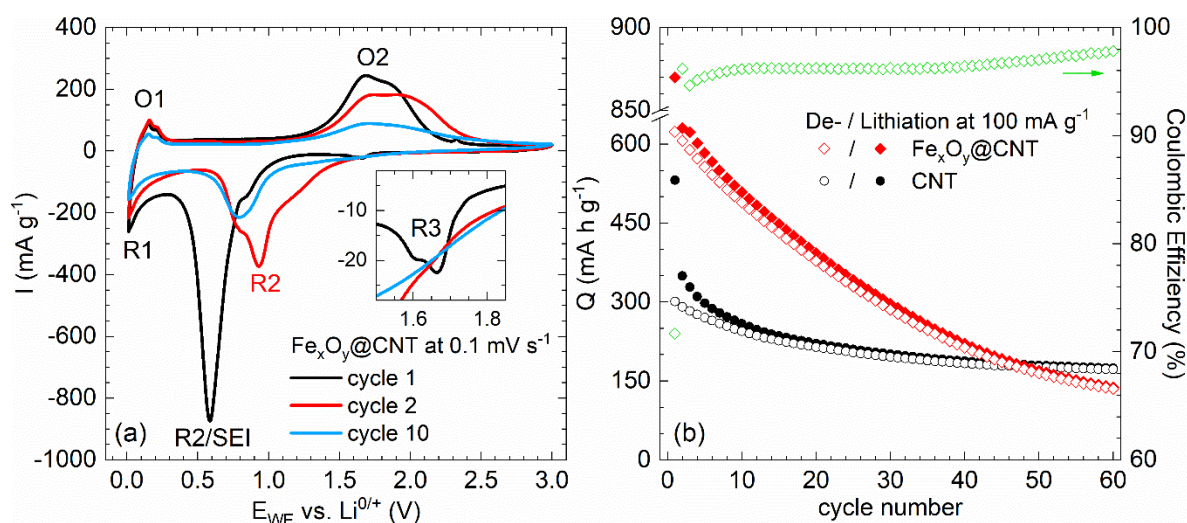 400
200
0
-200
-400
-600
-800
-1000
I (mA g-1)
O1
O2
R1
R2
R3
-10
-20
1.6
1.8
FexOy@CNT at 0.1 mV s-1
cycle 1
cycle 2
cycle 10
(a)
R2/SEI
0.0 0.5 1.0 1.5 2.0 2.5 3.0
EWE vs. Li0/+ (V)
900
850
600
450
300
150
0
Q (mA h g-1)
De- / Lithiation at 100 mA g-1
/ FexOy@CNT
/ CNT
(b)
0 10 20 30 40 50 60
cycle number
100
90
80
70
60
Coulombic Effizienz (%)